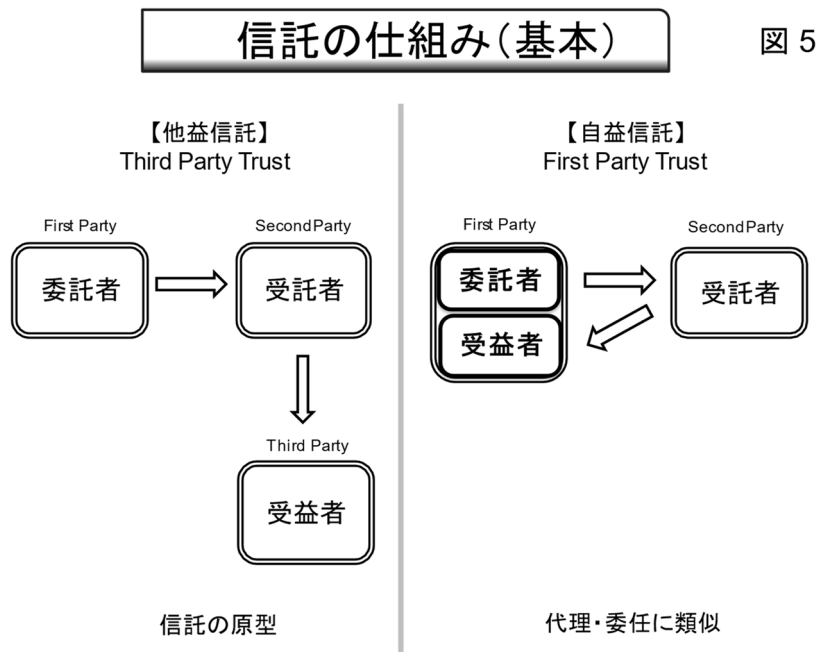 信託の仕組み（基本）
図 5
【他益信託】
Third Party Trust
First Party
委託者
SecondParty
受託者
Third Party
受益者
信託の原型
【自益信託】
First Party Trust
First Party
委託者
受益者
SecondParty
受託者
代理・委任に類似